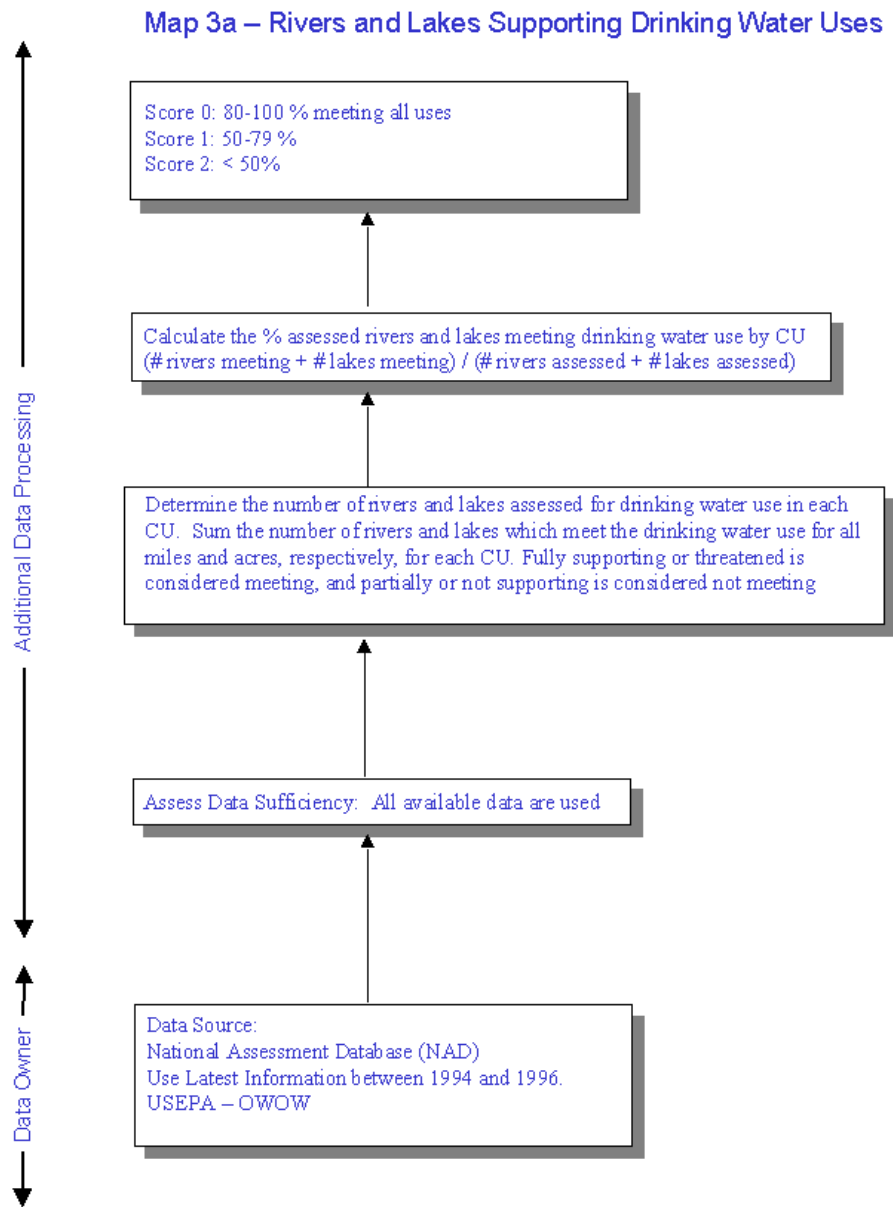 Map 3a – Rivers and Lakes Supporting Drinking Water Uses
Score 0: 80-100 % meeting all uses
Score 1: 50-79 %
Score 2: < 50%
Calculate the % assessed rivers and lakes meeting drinking water use by CU
(# rivers meeting + # lakes meeting) / (# rivers assessed + # lakes assessed)
Additional Data Processing
Determine the number of rivers and lakes assessed for drinking water use in each
CU. Sum the number of rivers and lakes which meet the drinking water use for all
miles and acres, respectively, for each CU. Fully supporting or threatened is
considered meeting, and partially or not supporting is considered not meeting
Assess Data Sufficiency: All available data are used
Data Owner
Data Source:
National Assessment Database (NAD)
Use Latest Information between 1994 and 1996.
USEPA – OWOW